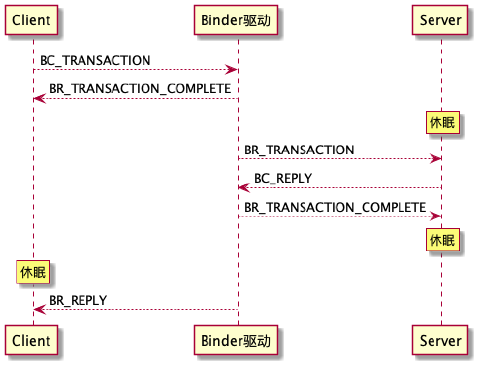 Client
Binder驱动
Server
BC_TRANSACTION
BR_TRANSACTION_COMPLETE
休眠
BR_TRANSACTION
BC_REPLY
BR_TRANSACTION_COMPLETE
休眠
休眠
BR_REPLY
Client
Binder驱动
Server